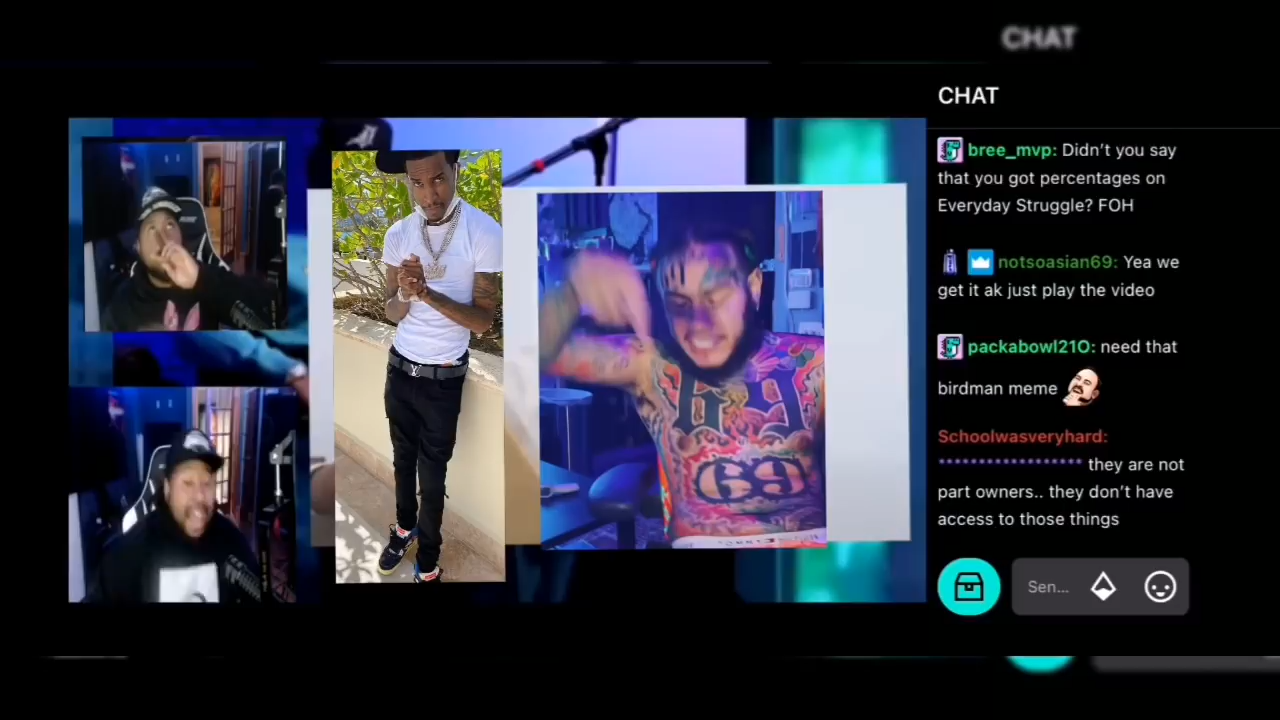 CHAT
CHAT
bree_mvp: Didn't you say
that you got percentages on
Everyday Struggle? FOH
notsoasian69: Yea we
get it ak just play the video
packabowl21O: need that
birdman meme
Schoolwasveryhard:
****************** they are not
part owners.. they don't have
access to those things
Sen...
69
69
LV